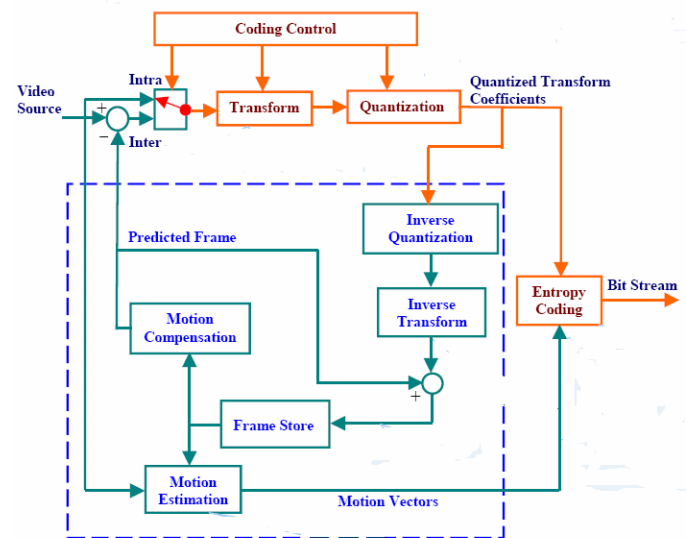 Coding Control
Intra
Video
Source
+
−
Inter
Transform
Quantization
Quantized Transform
Coefficients
Predicted Frame
Inverse
Quantization
Inverse
Transform
Entropy
Coding
Bit Stream
Motion
Compensation
+
Frame Store
Motion
Estimation
Motion Vectors